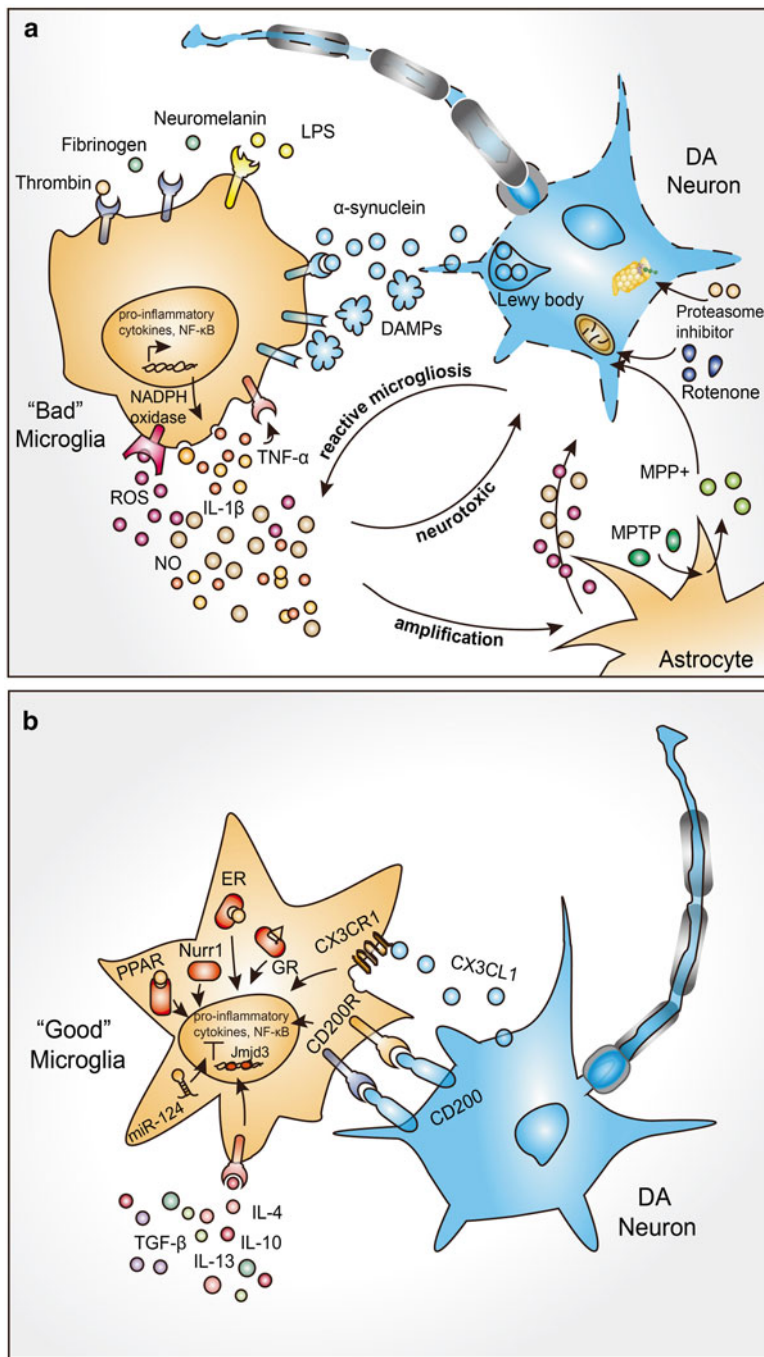 a
Neuromelanin
LPS
Fibrinogen
Thrombin
DA
Neuron
α-synuclein
Lewy body
DAMPs
Proteasome
inhibitor
Rotenone
pro-inflammatory
cytokines, NF-κB
NADPH
oxidase
"Bad"
Microglia
TNF-α
ROS
IL-1β
NO
reactive microgliosis
neurotoxic
amplification
MPP+
MPTP
Astrocyte
b
ER
Nurr1
PPAR
GR
CX3CR1
CX3CL1
"Good"
Microglia
pro-inflammatory
cytokines, NF-κB
Jmjd3
CD200R
CD200
miR-124
DA
Neuron
IL-4
TGF-β
IL-10
IL-13